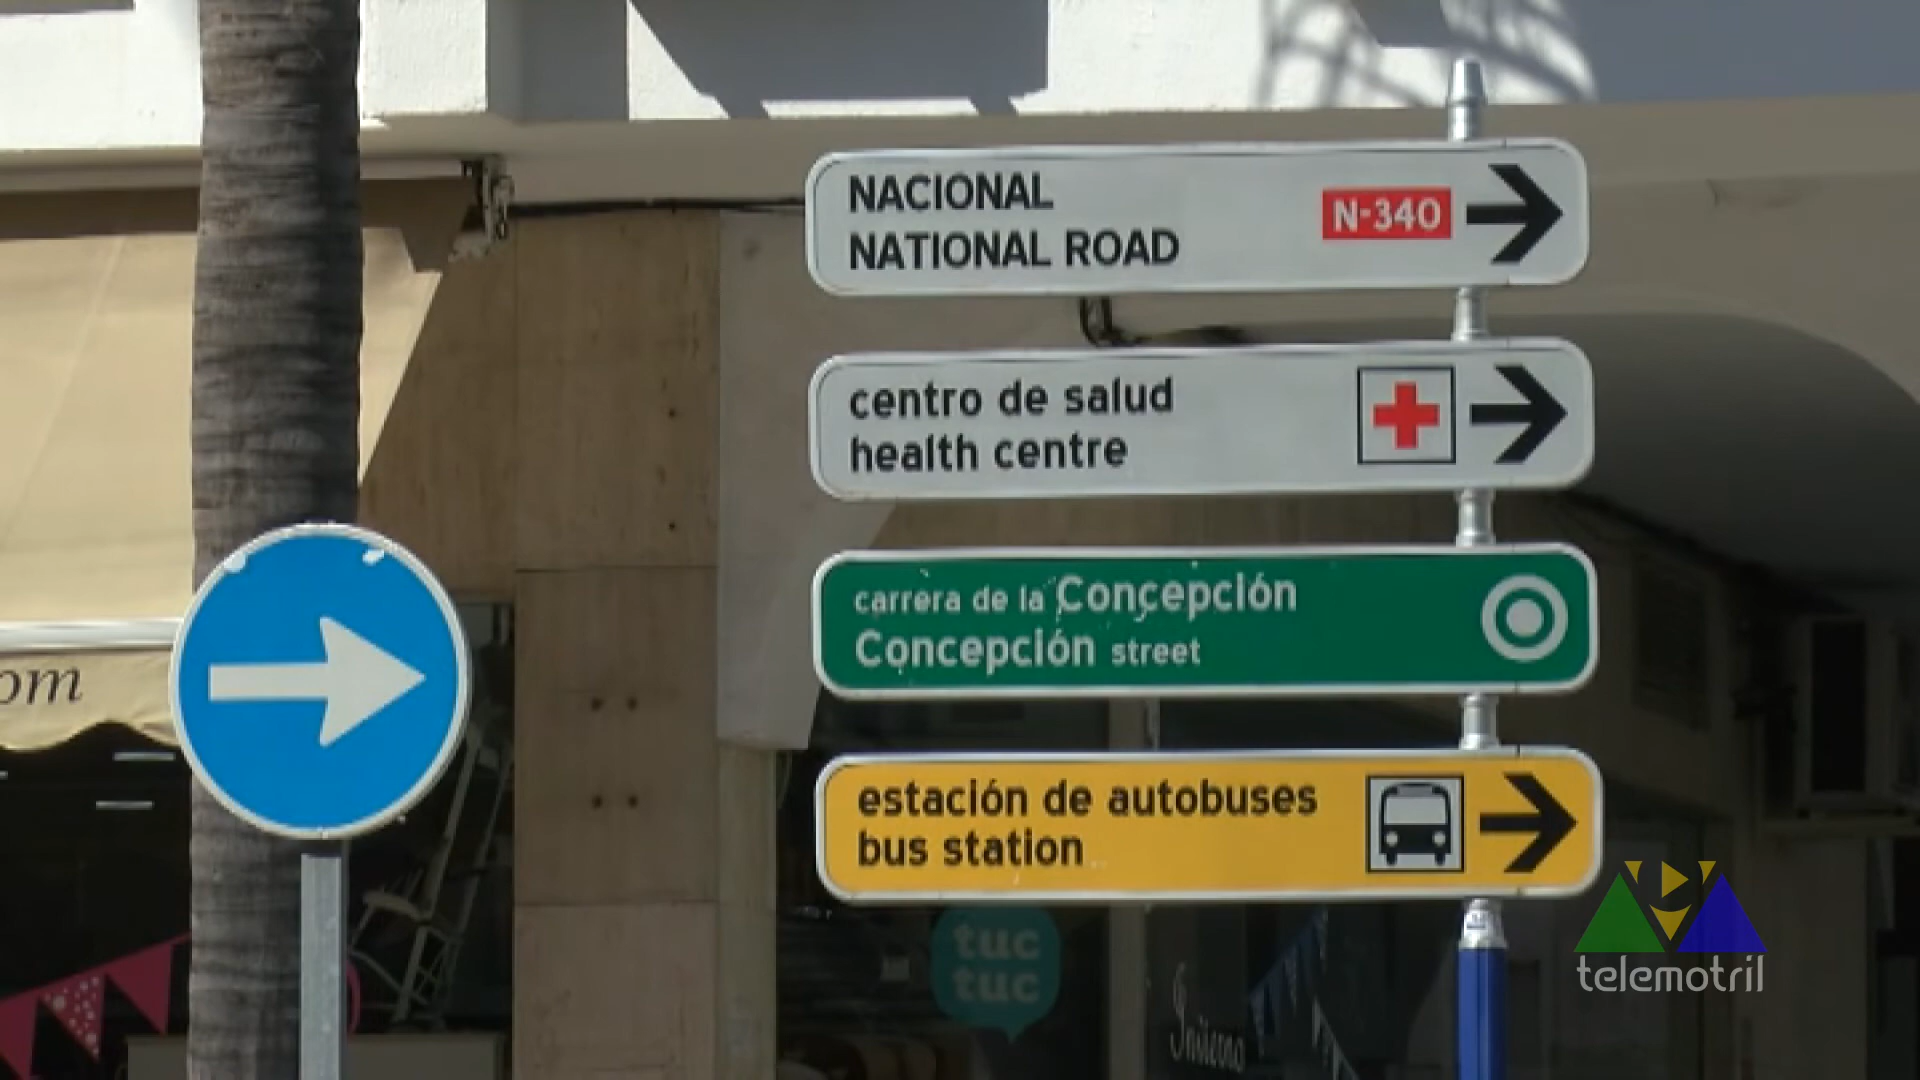 NACIONAL
NATIONAL ROAD
N-340
centro de salud
health centre
carrera de la Concepción
Concepción street
estación de autobuses
bus station
om
tuc
tuc
telemotril